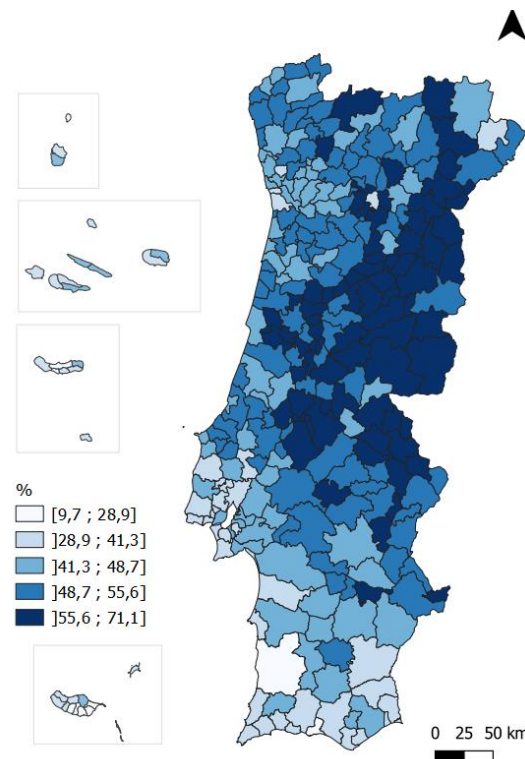 %
[9,7 ; 28,9]
]28,9 ; 41,3]
]41,3 ; 48,7]
]48,7 ; 55,6]
]55,6 ; 71,1]
0 25 50 km